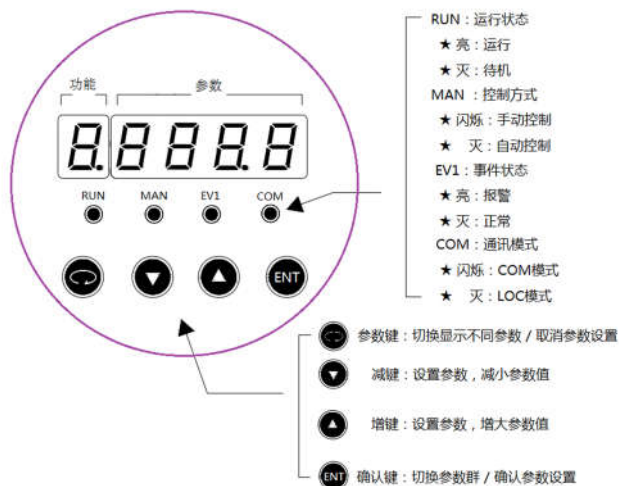 功能 参数
8.888.8
RUN MAN EV1 COM
ENT
RUN：运行状态
★ 亮：运行
★ 灭：待机
MAN ：控制方式
★ 闪烁：手动控制
★ 灭：自动控制
EV1：事件状态
★ 亮：报警
★ 灭：正常
COM：通讯模式
★ 闪烁：COM模式
★ 灭：LOC模式
参数键：切换显示不同参数 / 取消参数设置
减键：设置参数，减小参数值
增键：设置参数，增大参数值
ENT 确认键：切换参数群 / 确认参数设置